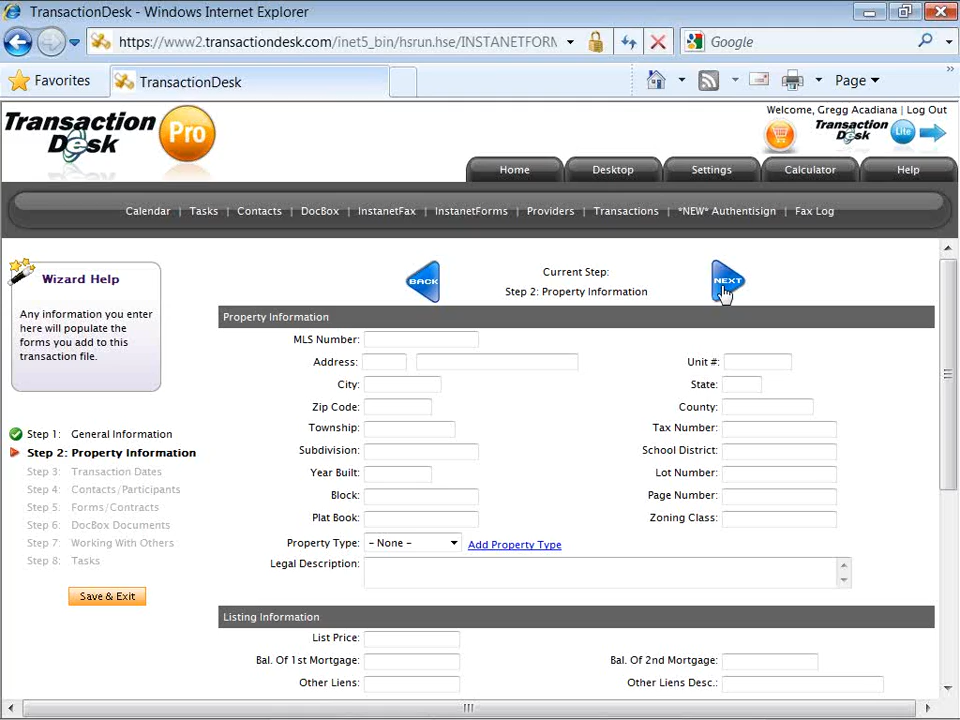 TransactionDesk - Windows Internet Explorer
https://www2.transactiondesk.com/inet5_bin/hsrun.hse/INSTANETFORM
Google
Favorites
TransactionDesk
Page
»
Welcome, Gregg Acadiana | Log Out
Transaction Desk Pro
Transaction Desk Lite
Home
Desktop
Settings
Calculator
Help
Calendar | Tasks | Contacts | DocBox | InstanetFax | InstanetForms | Providers | Transactions | *NEW* Authentisign | Fax Log
Wizard Help
Any information you enter
here will populate the
forms you add to this
transaction file.
BACK
Current Step:
Step 2: Property Information
NEXT
Step 1: General Information
Step 2: Property Information
Step 3: Transaction Dates
Step 4: Contacts/Participants
Step 5: Forms/Contracts
Step 6: DocBox Documents
Step 7: Working With Others
Step 8: Tasks
Save & Exit
Property Information
MLS Number:
Address: Unit #:
City: State:
Zip Code: County:
Township: Tax Number:
Subdivision: School District:
Year Built: Lot Number:
Block: Page Number:
Plat Book: Zoning Class:
Property Type: - None - Add Property Type
Legal Description:
Listing Information
List Price:
Bal. Of 1st Mortgage: Bal. Of 2nd Mortgage:
Other Liens: Other Liens Desc.: